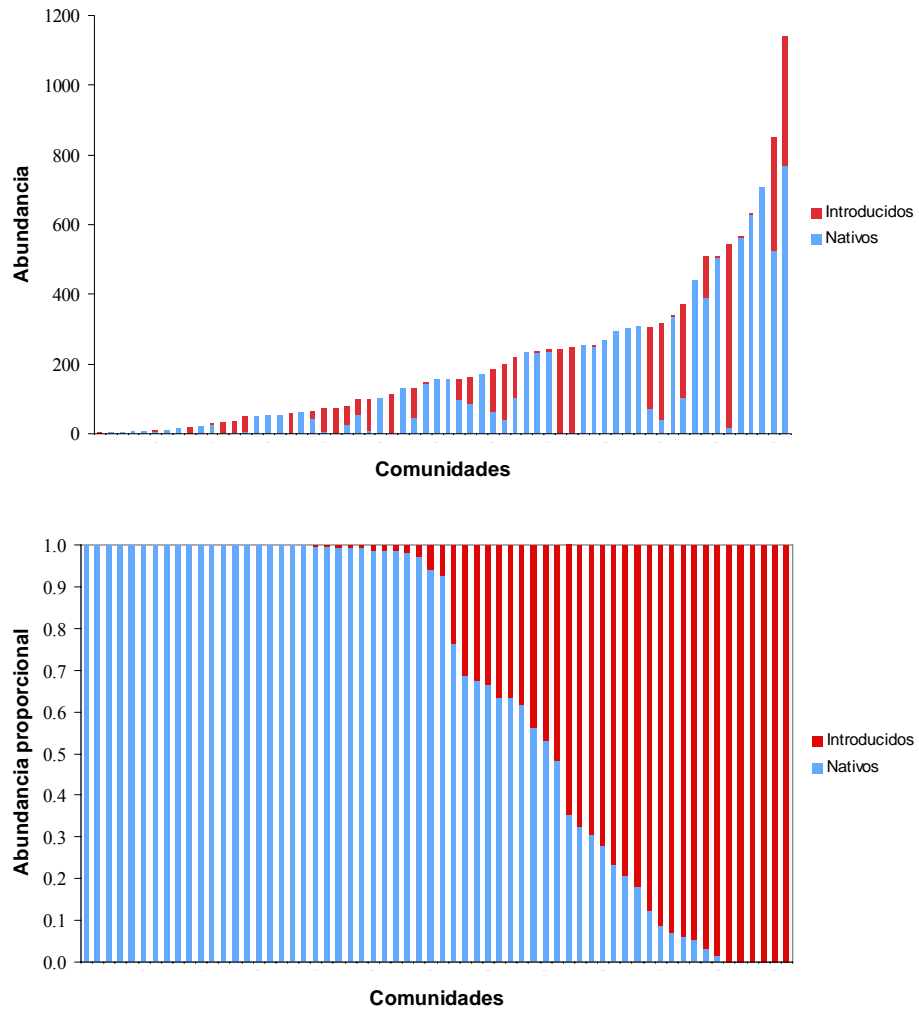 1200
1000
800
600
400
200
0
Abundancia
Comunidades
Introducidos
Nativos
1.0
0.9
0.8
0.7
0.6
0.5
0.4
0.3
0.2
0.1
0.0
Abundancia proporcional
Comunidades
Introducidos
Nativos